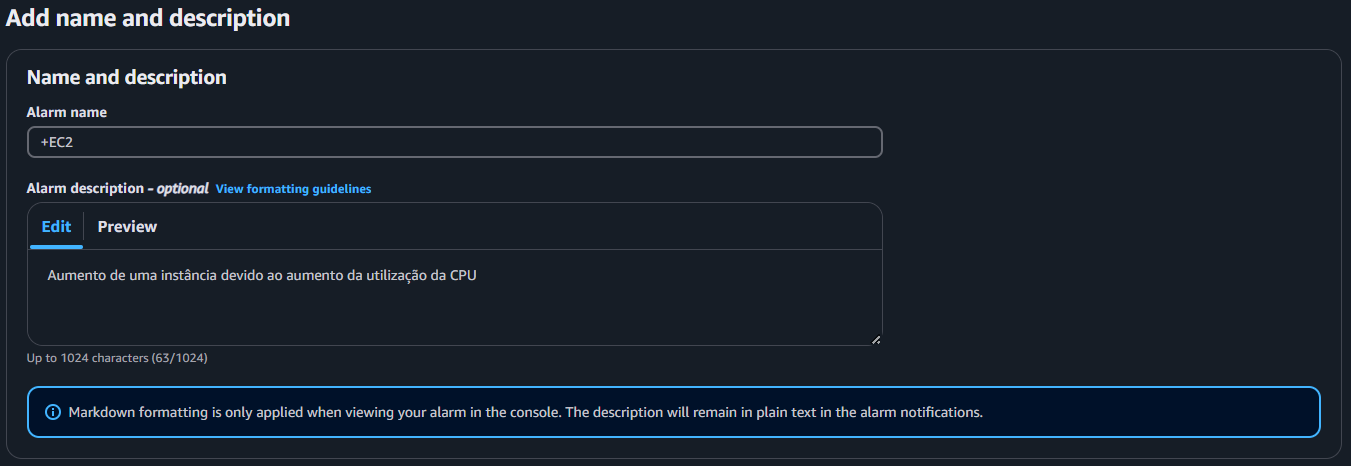 Add name and description
Name and description
Alarm name
+EC2
Alarm description - optional View formatting guidelines
Edit Preview
Aumento de uma instância devido ao aumento da utilização da CPU
Up to 1024 characters (63/1024)
Markdown formatting is only applied when viewing your alarm in the console. The description will remain in plain text in the alarm notifications.